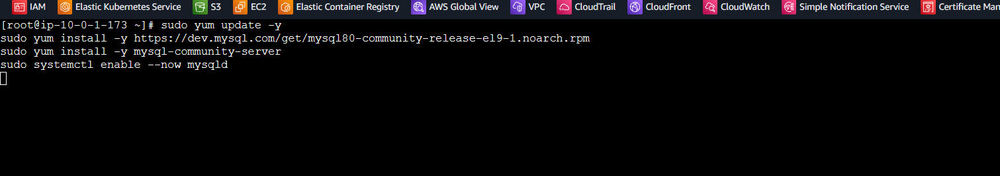 IAM Elastic Kubernetes Service S3 EC2 Elastic Container Registry AWS Global View VPC CloudTrail CloudFront CloudWatch Simple Notification Service Certificate Man
[root@ip-10-0-1-173 ~]# sudo yum update -y
sudo yum install -y https://dev.mysql.com/get/mysql80-community-release-el9-1.noarch.rpm
sudo yum install -y mysql-community-server
sudo systemctl enable --now mysqld